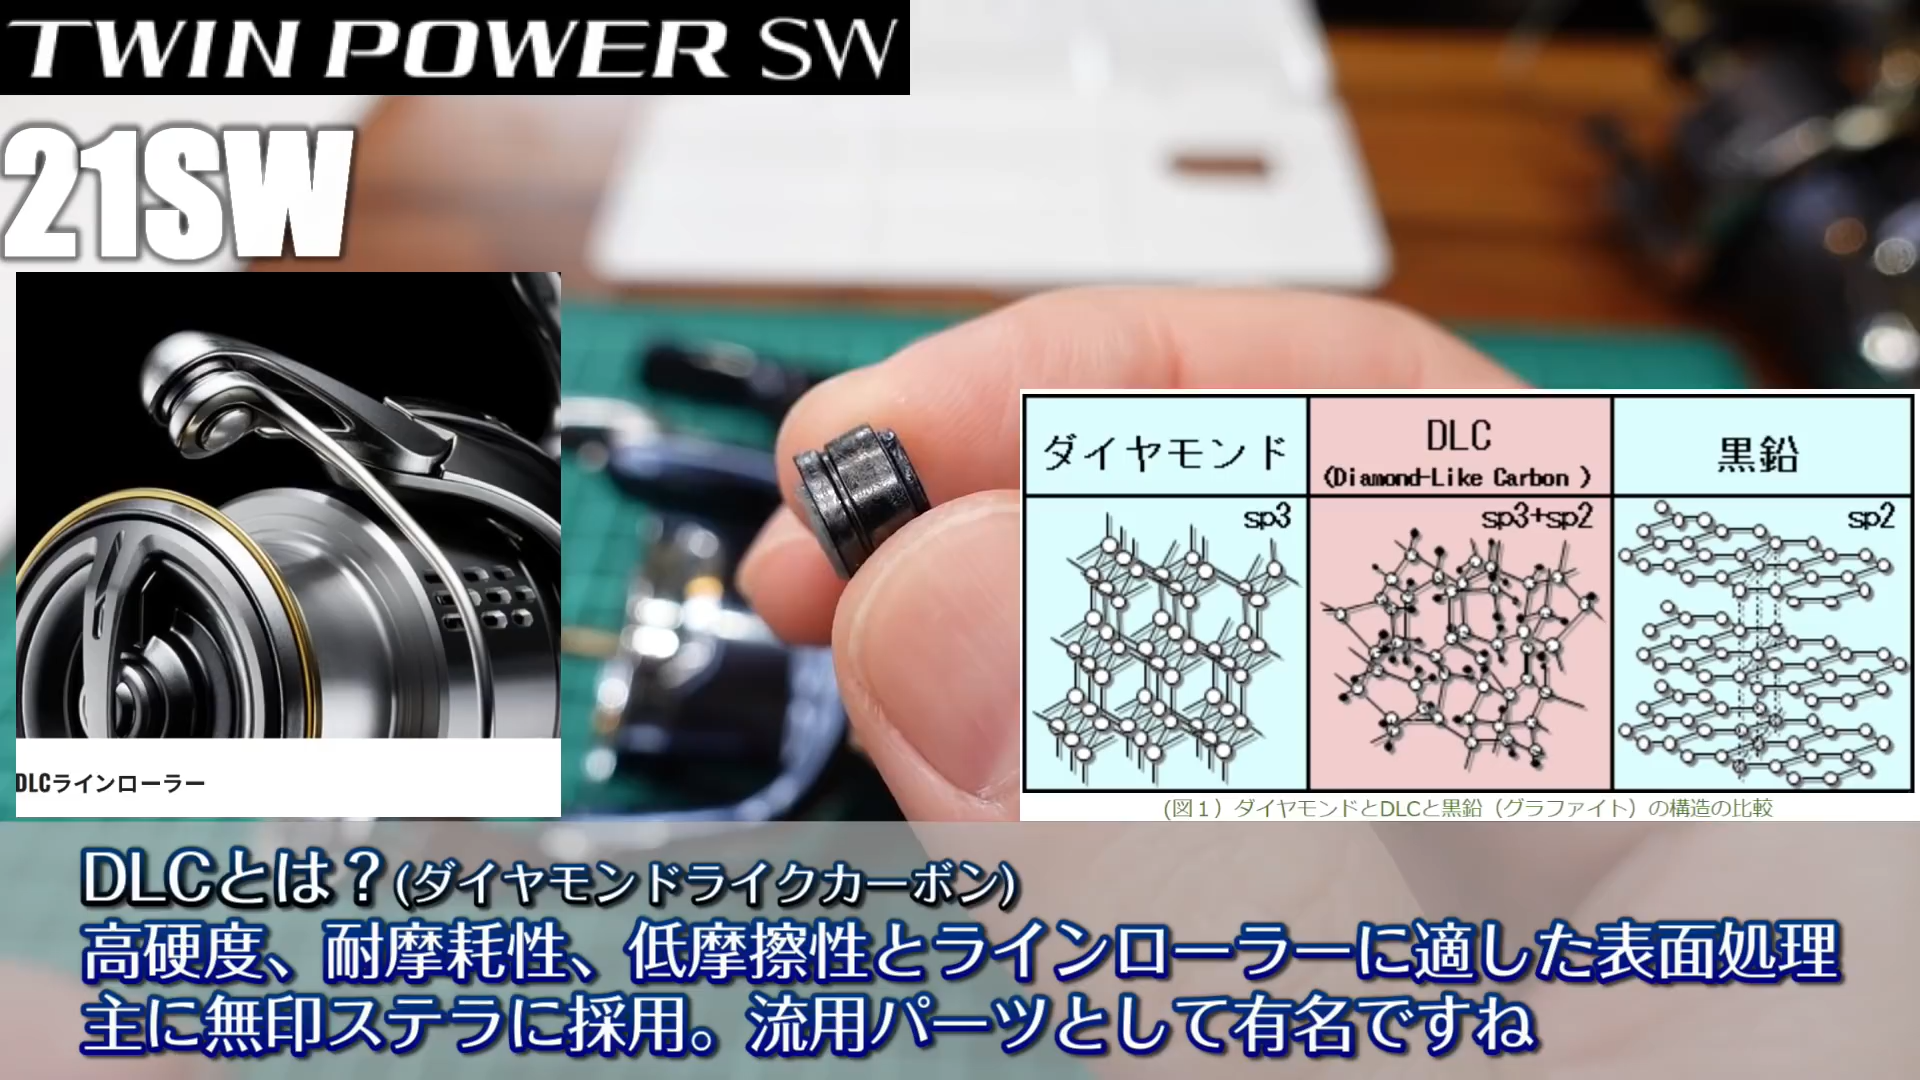 TWIN POWER SW
21SW
DLCラインローラー
ダイヤモンド
DLC
(Diamond-Like Carbon )
黒鉛
sp3
sp3+sp2
sp2
(図１）ダイヤモンドとDLCと黒鉛（グラファイト）の構造の比較
DLCとは？(ダイヤモンドライクカーボン)
高硬度、耐摩耗性、低摩擦性とラインローラーに適した表面処理
主に無印ステラに採用。流用パーツとして有名ですね